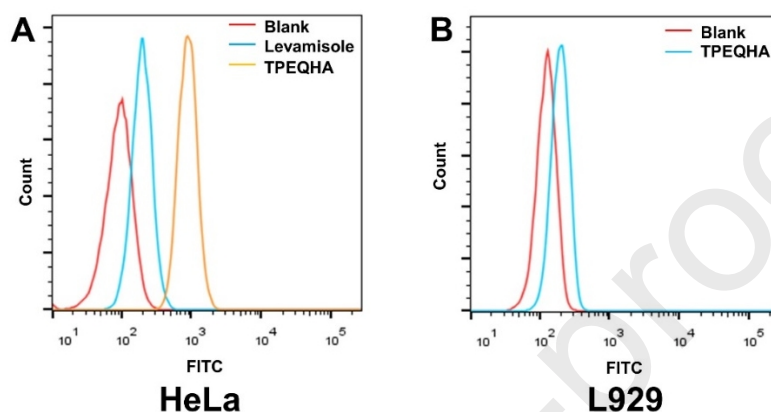 A
Blank
Levamisole
TPEQHA
Count
10¹ 10² 10³ 10⁴ 10⁵
FITC
HeLa
B
Blank
TPEQHA
Count
10¹ 10² 10³ 10⁴ 10⁵
FITC
L929